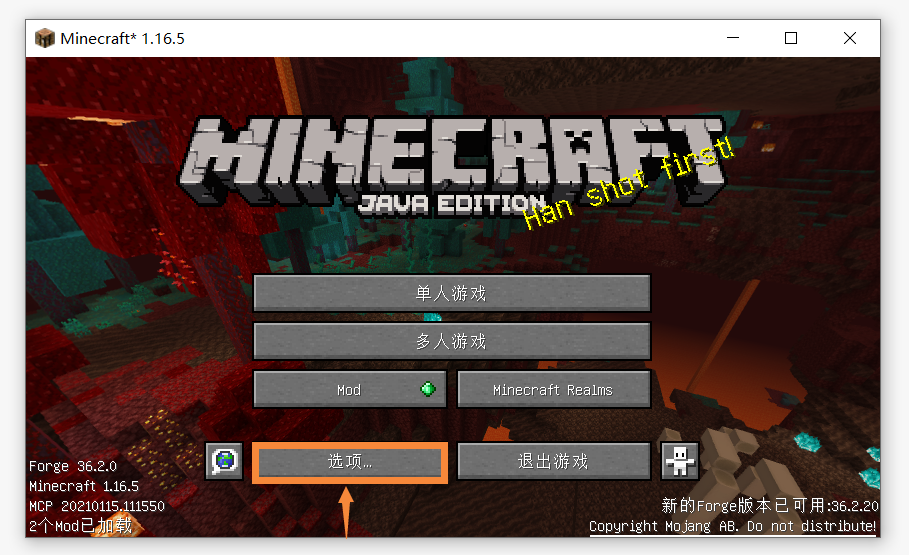 Minecraft* 1.16.5
MINECRAFT
JAVA EDITION
Han shot first!
单人游戏
多人游戏
Mod
Minecraft Realms
选项...
退出游戏
Forge 36.2.0
Minecraft 1.16.5
MCP 20210115.111550
2个Mod已加载
新的Forge版本已可用:36.2.20
Copyright Mojang AB. Do not distribute!